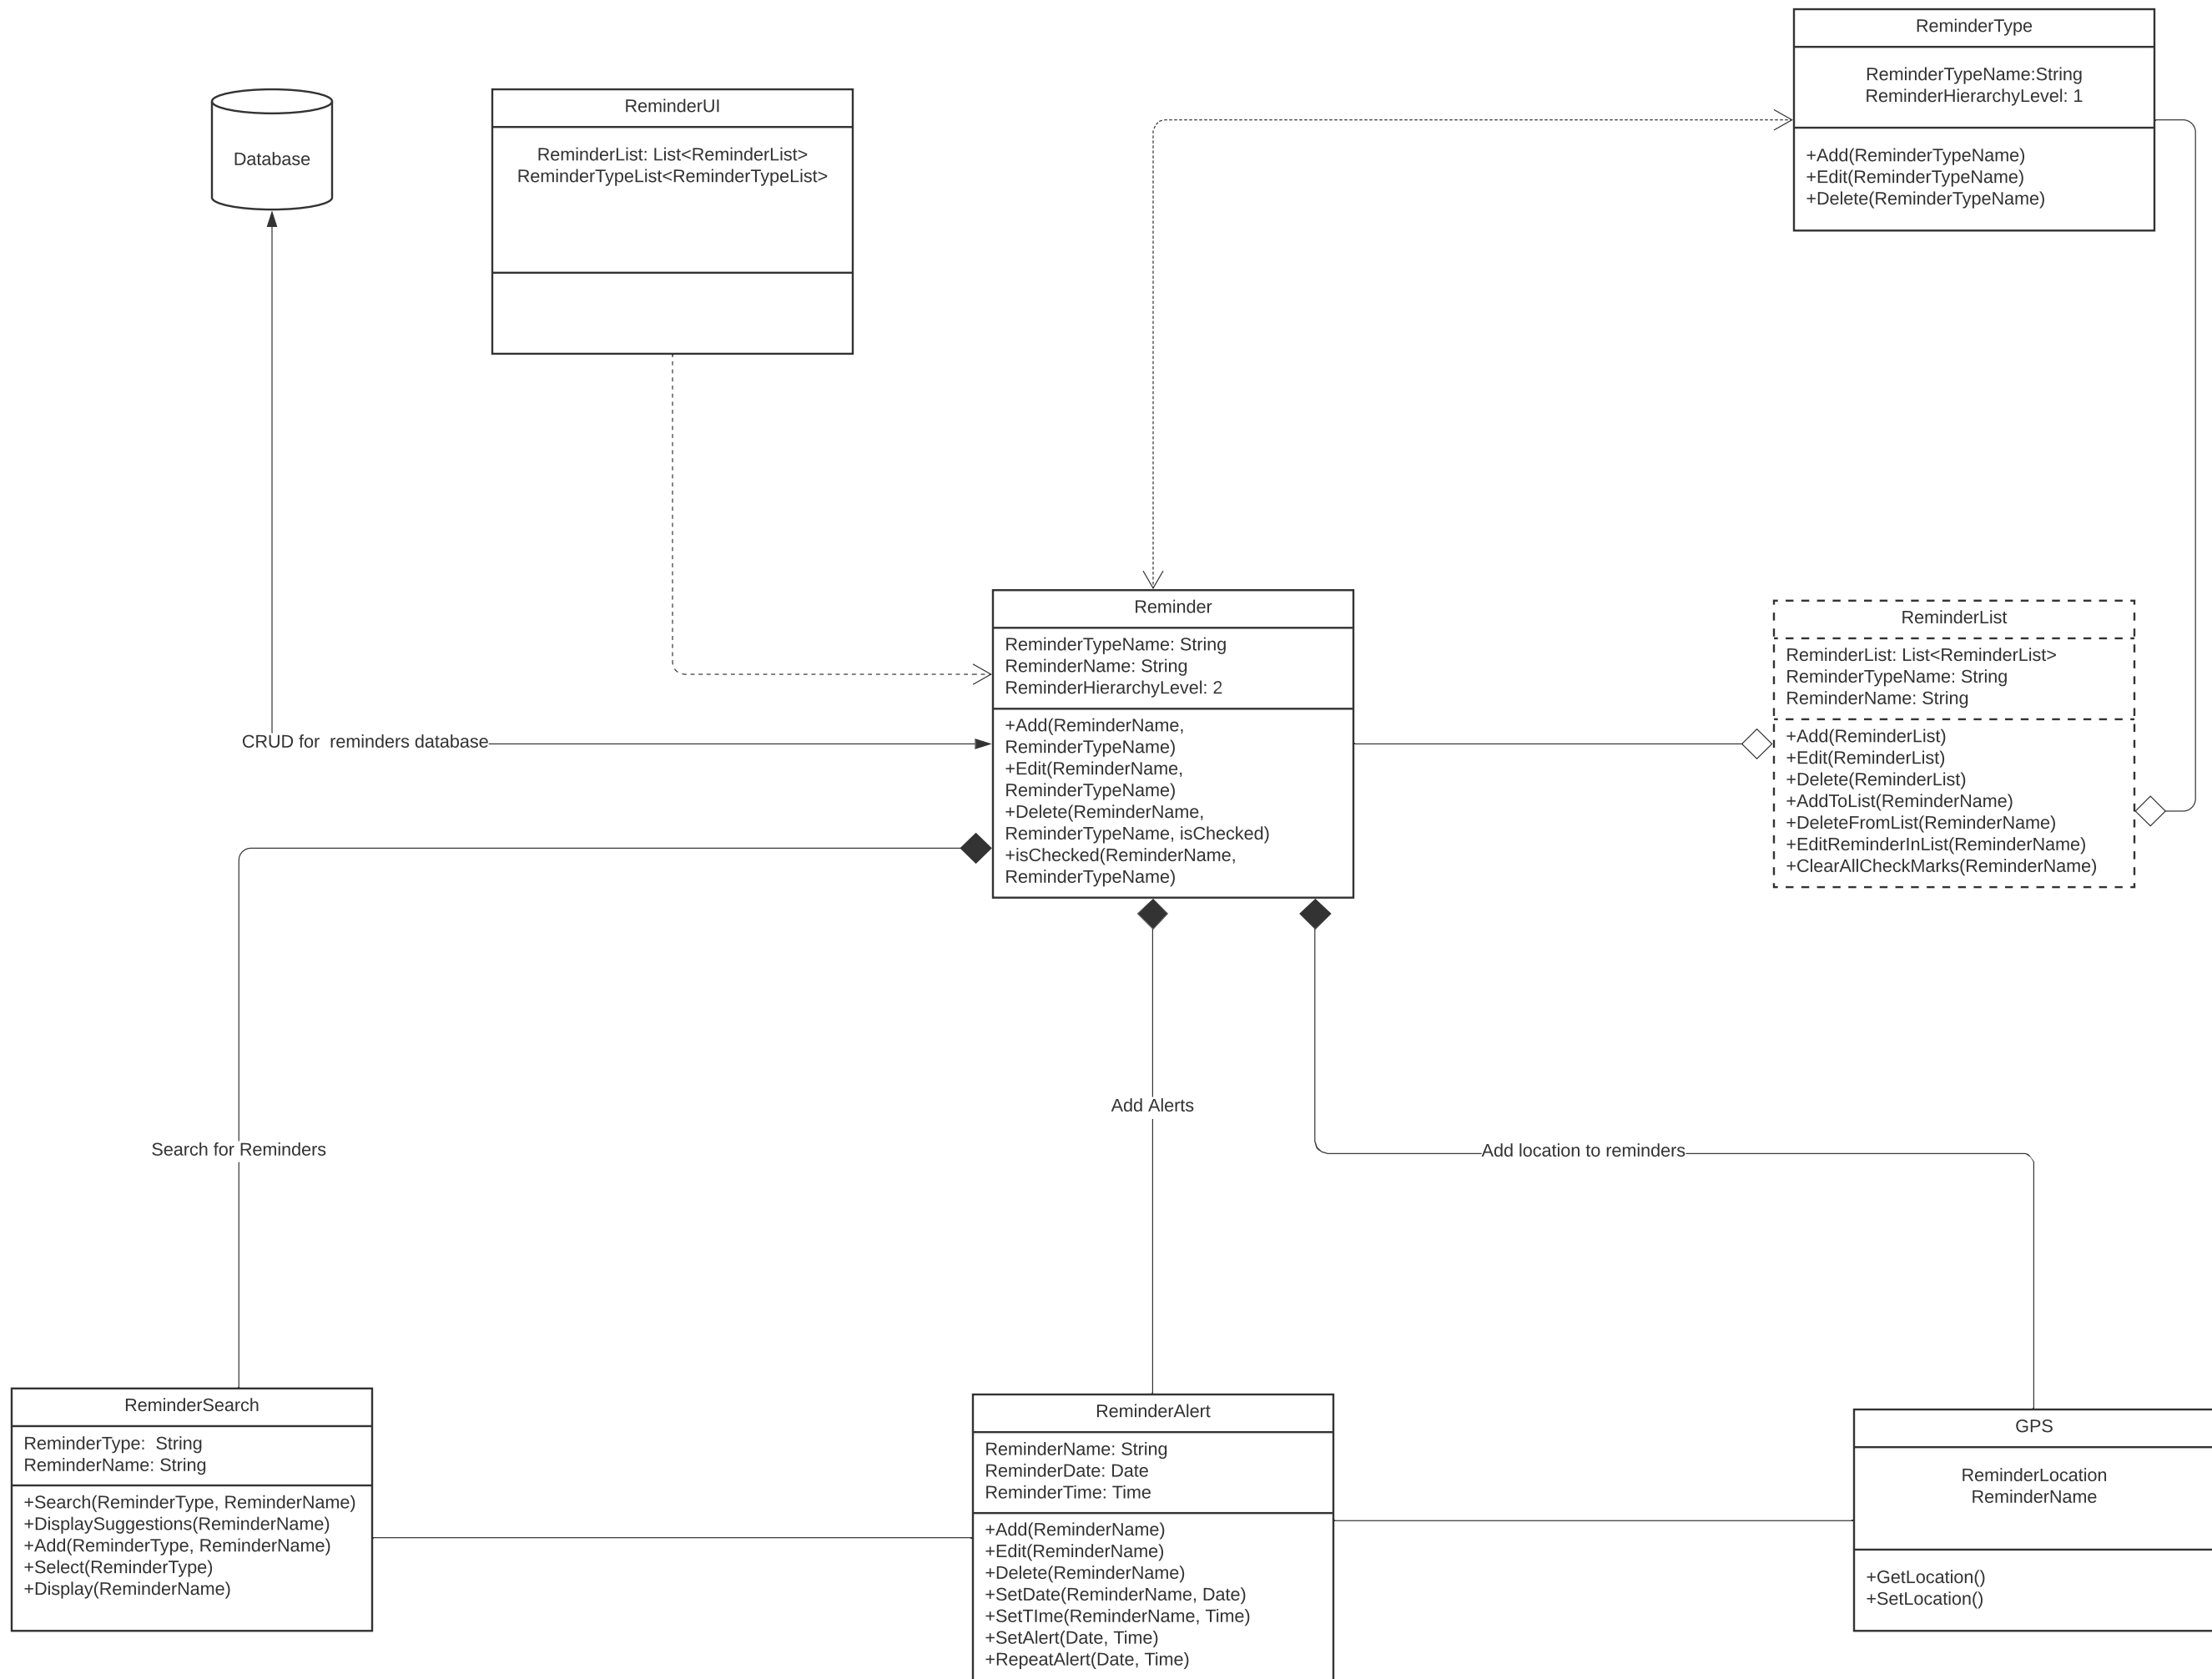 ReminderType
ReminderTypeName:String
ReminderHierarchyLevel: 1
+Add(ReminderTypeName)
+Edit(ReminderTypeName)
+Delete(ReminderTypeName)
Database
ReminderUI
ReminderList: List<ReminderList>
ReminderTypeList<ReminderTypeList>
Reminder
ReminderTypeName: String
ReminderName: String
ReminderHierarchyLevel: 2
+Add(ReminderName,
ReminderTypeName)
+Edit(ReminderName,
ReminderTypeName)
+Delete(ReminderName,
ReminderTypeName, isChecked)
+isChecked(ReminderName,
ReminderTypeName)
ReminderList
ReminderList: List<ReminderList>
ReminderTypeName: String
ReminderName: String
+Add(ReminderList)
+Edit(ReminderList)
+Delete(ReminderList)
+AddToList(ReminderName)
+DeleteFromList(ReminderName)
+EditReminderInList(ReminderName)
+ClearAllCheckMarks(ReminderName)
CRUD for  reminders database
Search for Reminders
Add Alerts
Add location to reminders
ReminderSearch
ReminderType:  String
ReminderName: String
+Search(ReminderType, ReminderName)
+DisplaySuggestions(ReminderName)
+Add(ReminderType, ReminderName)
+Select(ReminderType)
+Display(ReminderName)
ReminderAlert
ReminderName: String
ReminderDate: Date
ReminderTime: Time
+Add(ReminderName)
+Edit(ReminderName)
+Delete(ReminderName)
+SetDate(ReminderName, Date)
+SetTIme(ReminderName, Time)
+SetAlert(Date, Time)
+RepeatAlert(Date, Time)
GPS
ReminderLocation
ReminderName
+GetLocation()
+SetLocation()